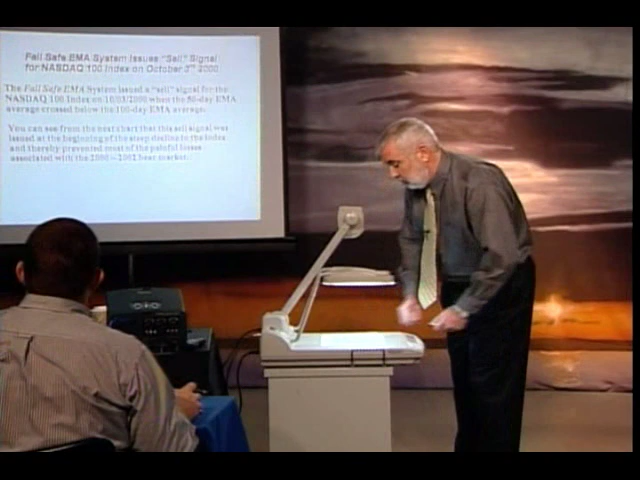 Fail Safe EMA System Issues "Sell" Signal
for NASDAQ 100 Index on October 3rd 2000
The Fail Safe EMA System issued a "sell" signal for the
NASDAQ 100 Index on 10/03/2000 when the 50-day EMA
average crossed below the 100-day EMA average.
You can see from the next chart that this sell signal was
issued at the beginning of the steep decline in the index
and thereby prevented most of the painful losses
associated with the 2000 – 2002 bear market.